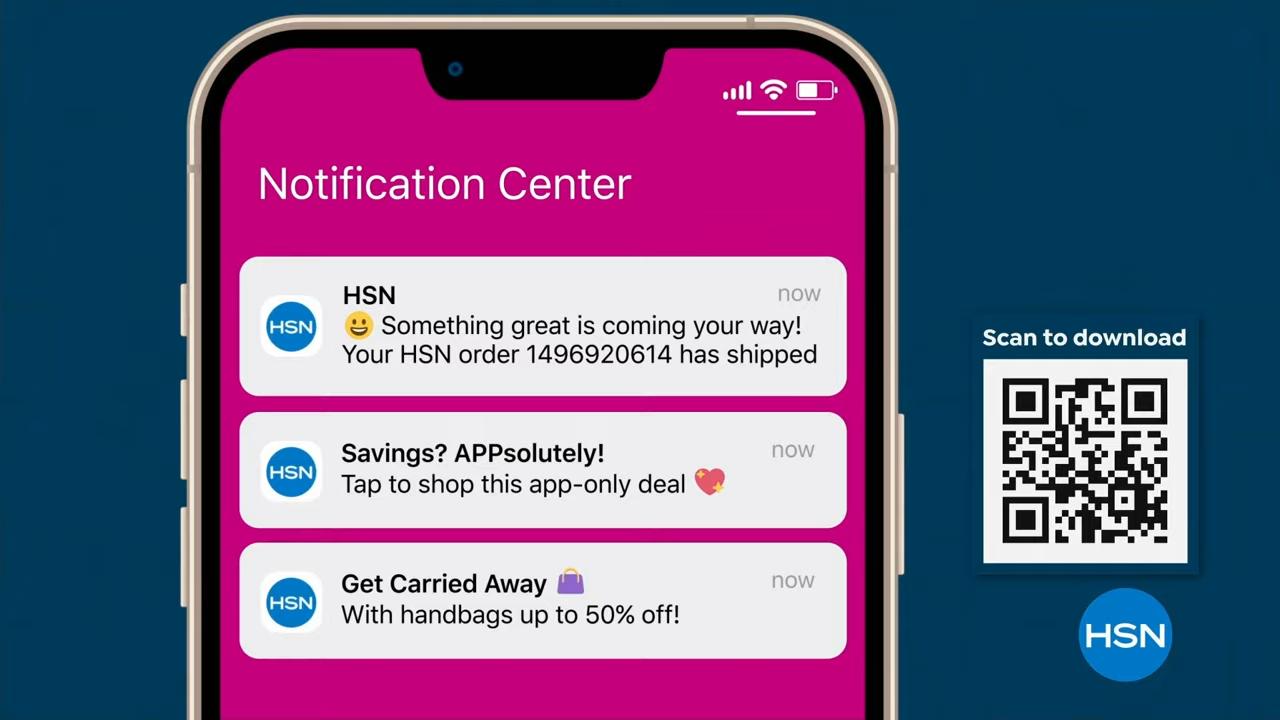 Notification Center
HSN
HSN
now
😀 Something great is coming your way!
Your HSN order 1496920614 has shipped
HSN
Savings? APPsolutely!
now
Tap to shop this app-only deal 💖
HSN
Get Carried Away 👜
now
With handbags up to 50% off!
Scan to download
HSN